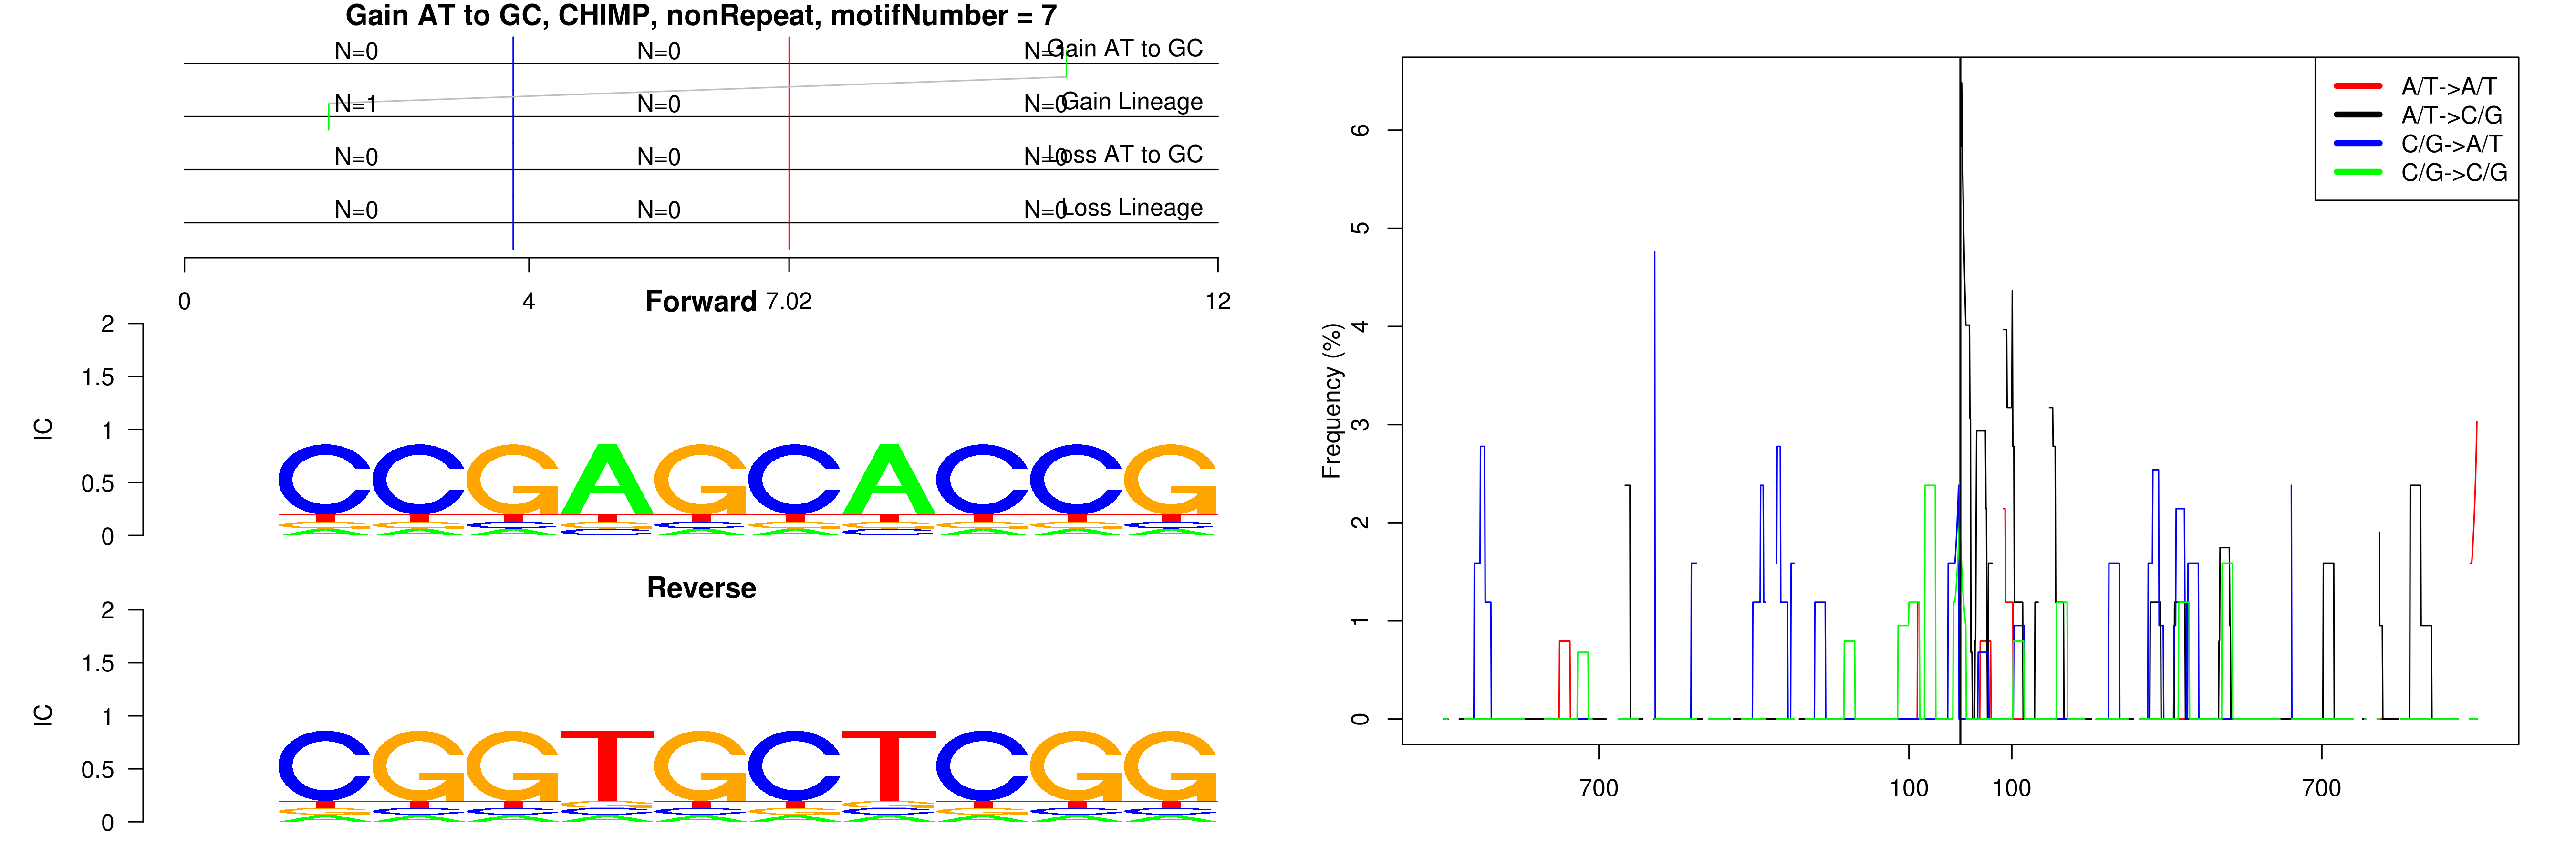 Gain AT to GC, CHIMP, nonRepeat, motifNumber = 7
N=0 N=0 N=1 Gain AT to GC
N=1 N=0 N=0 Gain Lineage
N=0 N=0 N=0 Loss AT to GC
N=0 N=0 N=0 Loss Lineage
0 4 7.02 12
Forward
IC
2
1.5
1
0.5
0
CCGAGCACCG
Reverse
IC
2
1.5
1
0.5
0
CGGTGCTCGG
Frequency (%)
6
5
4
3
2
1
0
700 100 100 700
A/T->A/T
A/T->C/G
C/G->A/T
C/G->C/G